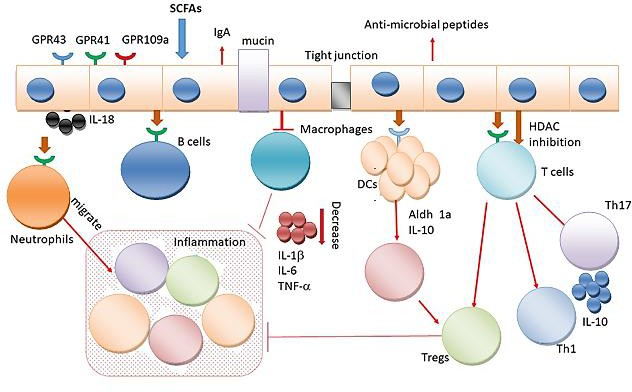 SCFAs
GPR43
GPR41
GPR109a
IgA
mucin
Tight junction
Anti-microbial peptides
IL-18
B cells
Macrophages
HDAC
inhibition
T cells
DCs
Aldh 1a
IL-10
Neutrophils
migrate
Inflammation
Decrease
IL-1β
IL-6
TNF-α
Th17
IL-10
Th1
Tregs